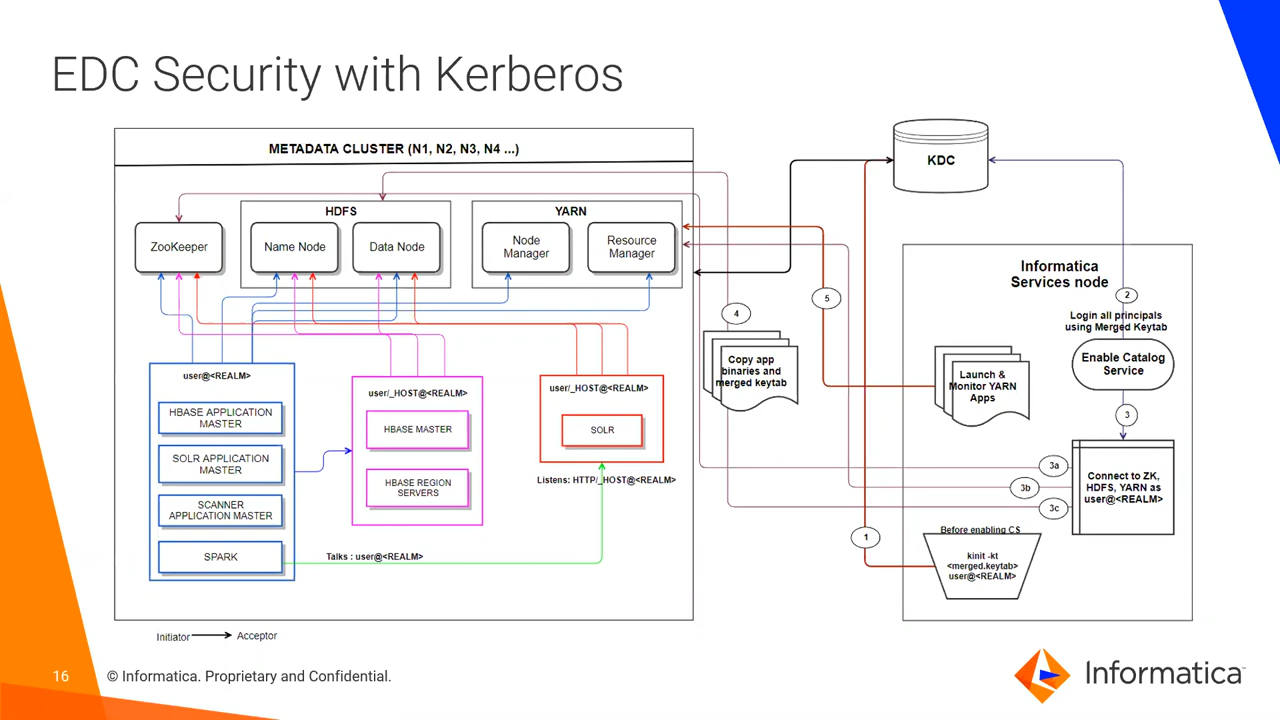 EDC Security with Kerberos
METADATA CLUSTER (N1, N2, N3, N4 ...)
KDC
HDFS
YARN
ZooKeeper
Name Node
Data Node
Node
Manager
Resource
Manager
Informatica
Services node
5
2
4
Login all principals
using Merged Keytab
Enable Catalog
Service
Copy app
binaries and
merged keytab
Launch &
Monitor YARN
Apps
3
user@<REALM>
HBASE APPLICATION
MASTER
SOLR APPLICATION
MASTER
SCANNER
APPLICATION MASTER
SPARK
user/_HOST@<REALM>
HBASE MASTER
HBASE REGION
SERVERS
user/_HOST@<REALM>
SOLR
Listens: HTTP/_HOST@<REALM>
Talks : user@<REALM>
3a
3b
3c
Connect to ZK,
HDFS, YARN as
user@<REALM>
1
Before enabling CS
kinit -kt
<merged.keytab>
user@<REALM>
Initiator
Acceptor
16
© Informatica. Proprietary and Confidential.
Informatica